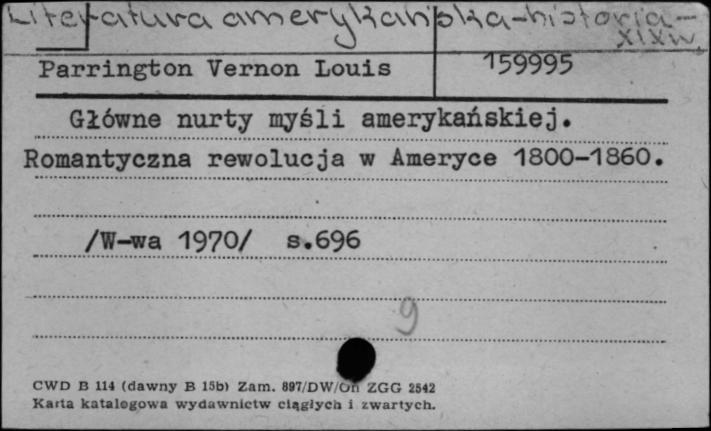 Literatura amerykańska-historia-
XIXw.
Parrington Vernon Louis 159995
Główne nurty myśli amerykańskiej.
Romantyczna rewolucja w Ameryce 1800-1860.
/W-wa 1970/ s.696
9
CWD B 114 (dawny B 15b) Zam. 897/DW/On ZGG 2542
Karta katalogowa wydawnictw ciągłych i zwartych.